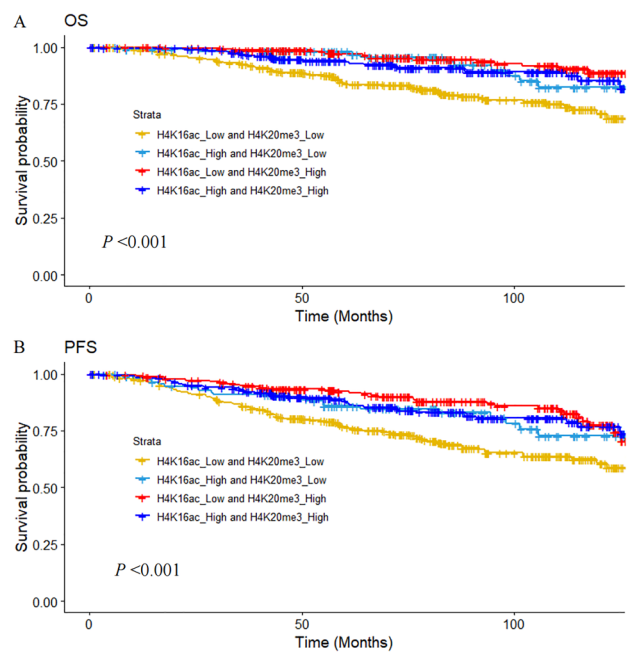 A OS
Survival probability
1.00
0.75
0.50
0.25
0.00
Strata
H4K16ac_Low and H4K20me3_Low
H4K16ac_High and H4K20me3_Low
H4K16ac_Low and H4K20me3_High
H4K16ac_High and H4K20me3_High
P <0.001
0 50 100
Time (Months)
B PFS
Survival probability
1.00
0.75
0.50
0.25
0.00
Strata
H4K16ac_Low and H4K20me3_Low
H4K16ac_High and H4K20me3_Low
H4K16ac_Low and H4K20me3_High
H4K16ac_High and H4K20me3_High
P <0.001
0 50 100
Time (Months)